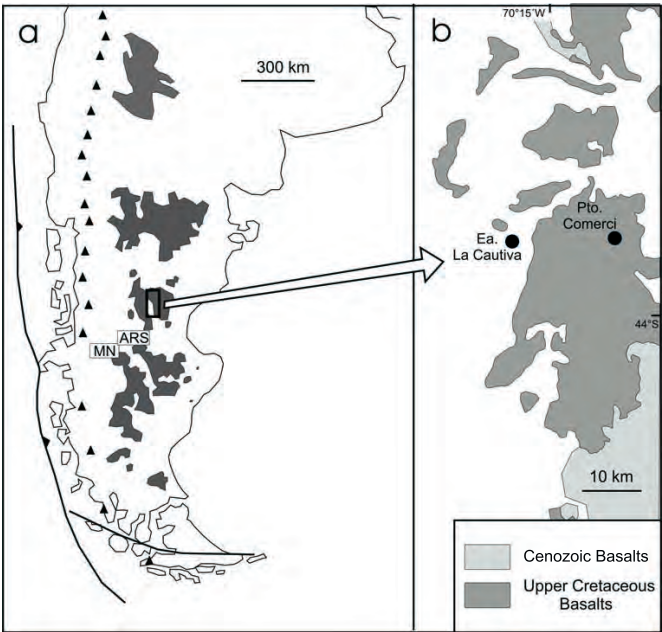 a
300 km
ARS
MN
b
70°15´W
Pto.
Comerci
Ea.
La Cautiva
44°S
10 km
Cenozoic Basalts
Upper Cretaceous
Basalts